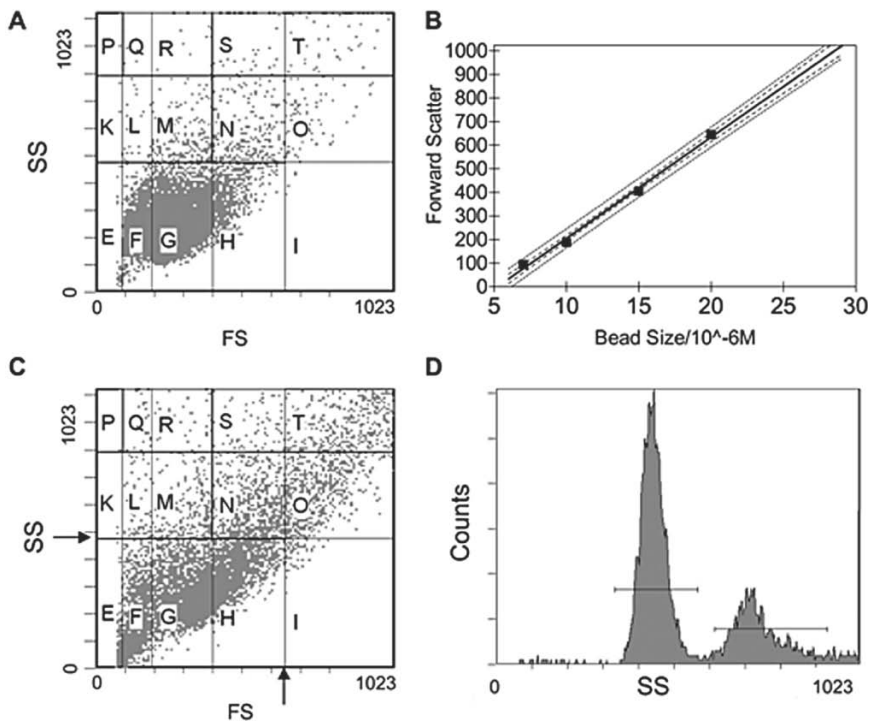 A
1023
SS
0
P Q R S T
K L M N O
E F G H I
0 1023
FS
B
Forward Scatter
1000
900
800
700
600
500
400
300
200
100
0
5 10 15 20 25 30
Bead Size/10^-6M
C
1023
SS
0
P Q R S T
K L M N O
E F G H I
0 1023
FS
D
Counts
0 SS 1023